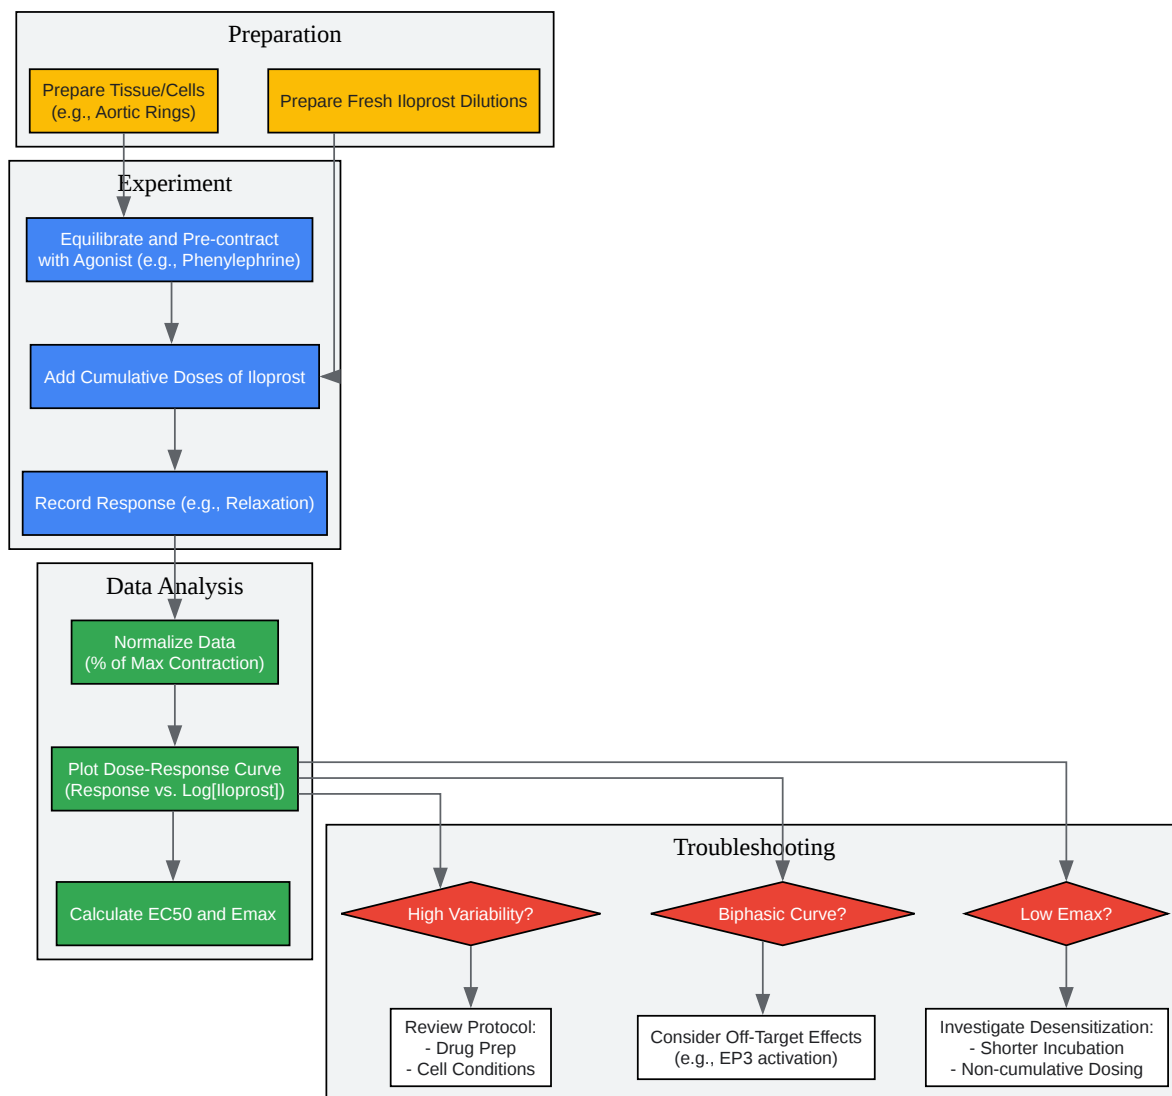 Preparation
Prepare Tissue/Cells
(e.g., Aortic Rings)
Prepare Fresh Iloprost Dilutions
Experiment
Equilibrate and Pre-contract
with Agonist (e.g., Phenylephrine)
Add Cumulative Doses of Iloprost
Record Response (e.g., Relaxation)
Data Analysis
Normalize Data
(% of Max Contraction)
Plot Dose-Response Curve
(Response vs. Log[Iloprost])
Calculate EC50 and Emax
Troubleshooting
High Variability?
Biphasic Curve?
Low Emax?
Review Protocol:
- Drug Prep
- Cell Conditions
Consider Off-Target Effects
(e.g., EP3 activation)
Investigate Desensitization:
- Shorter Incubation
- Non-cumulative Dosing